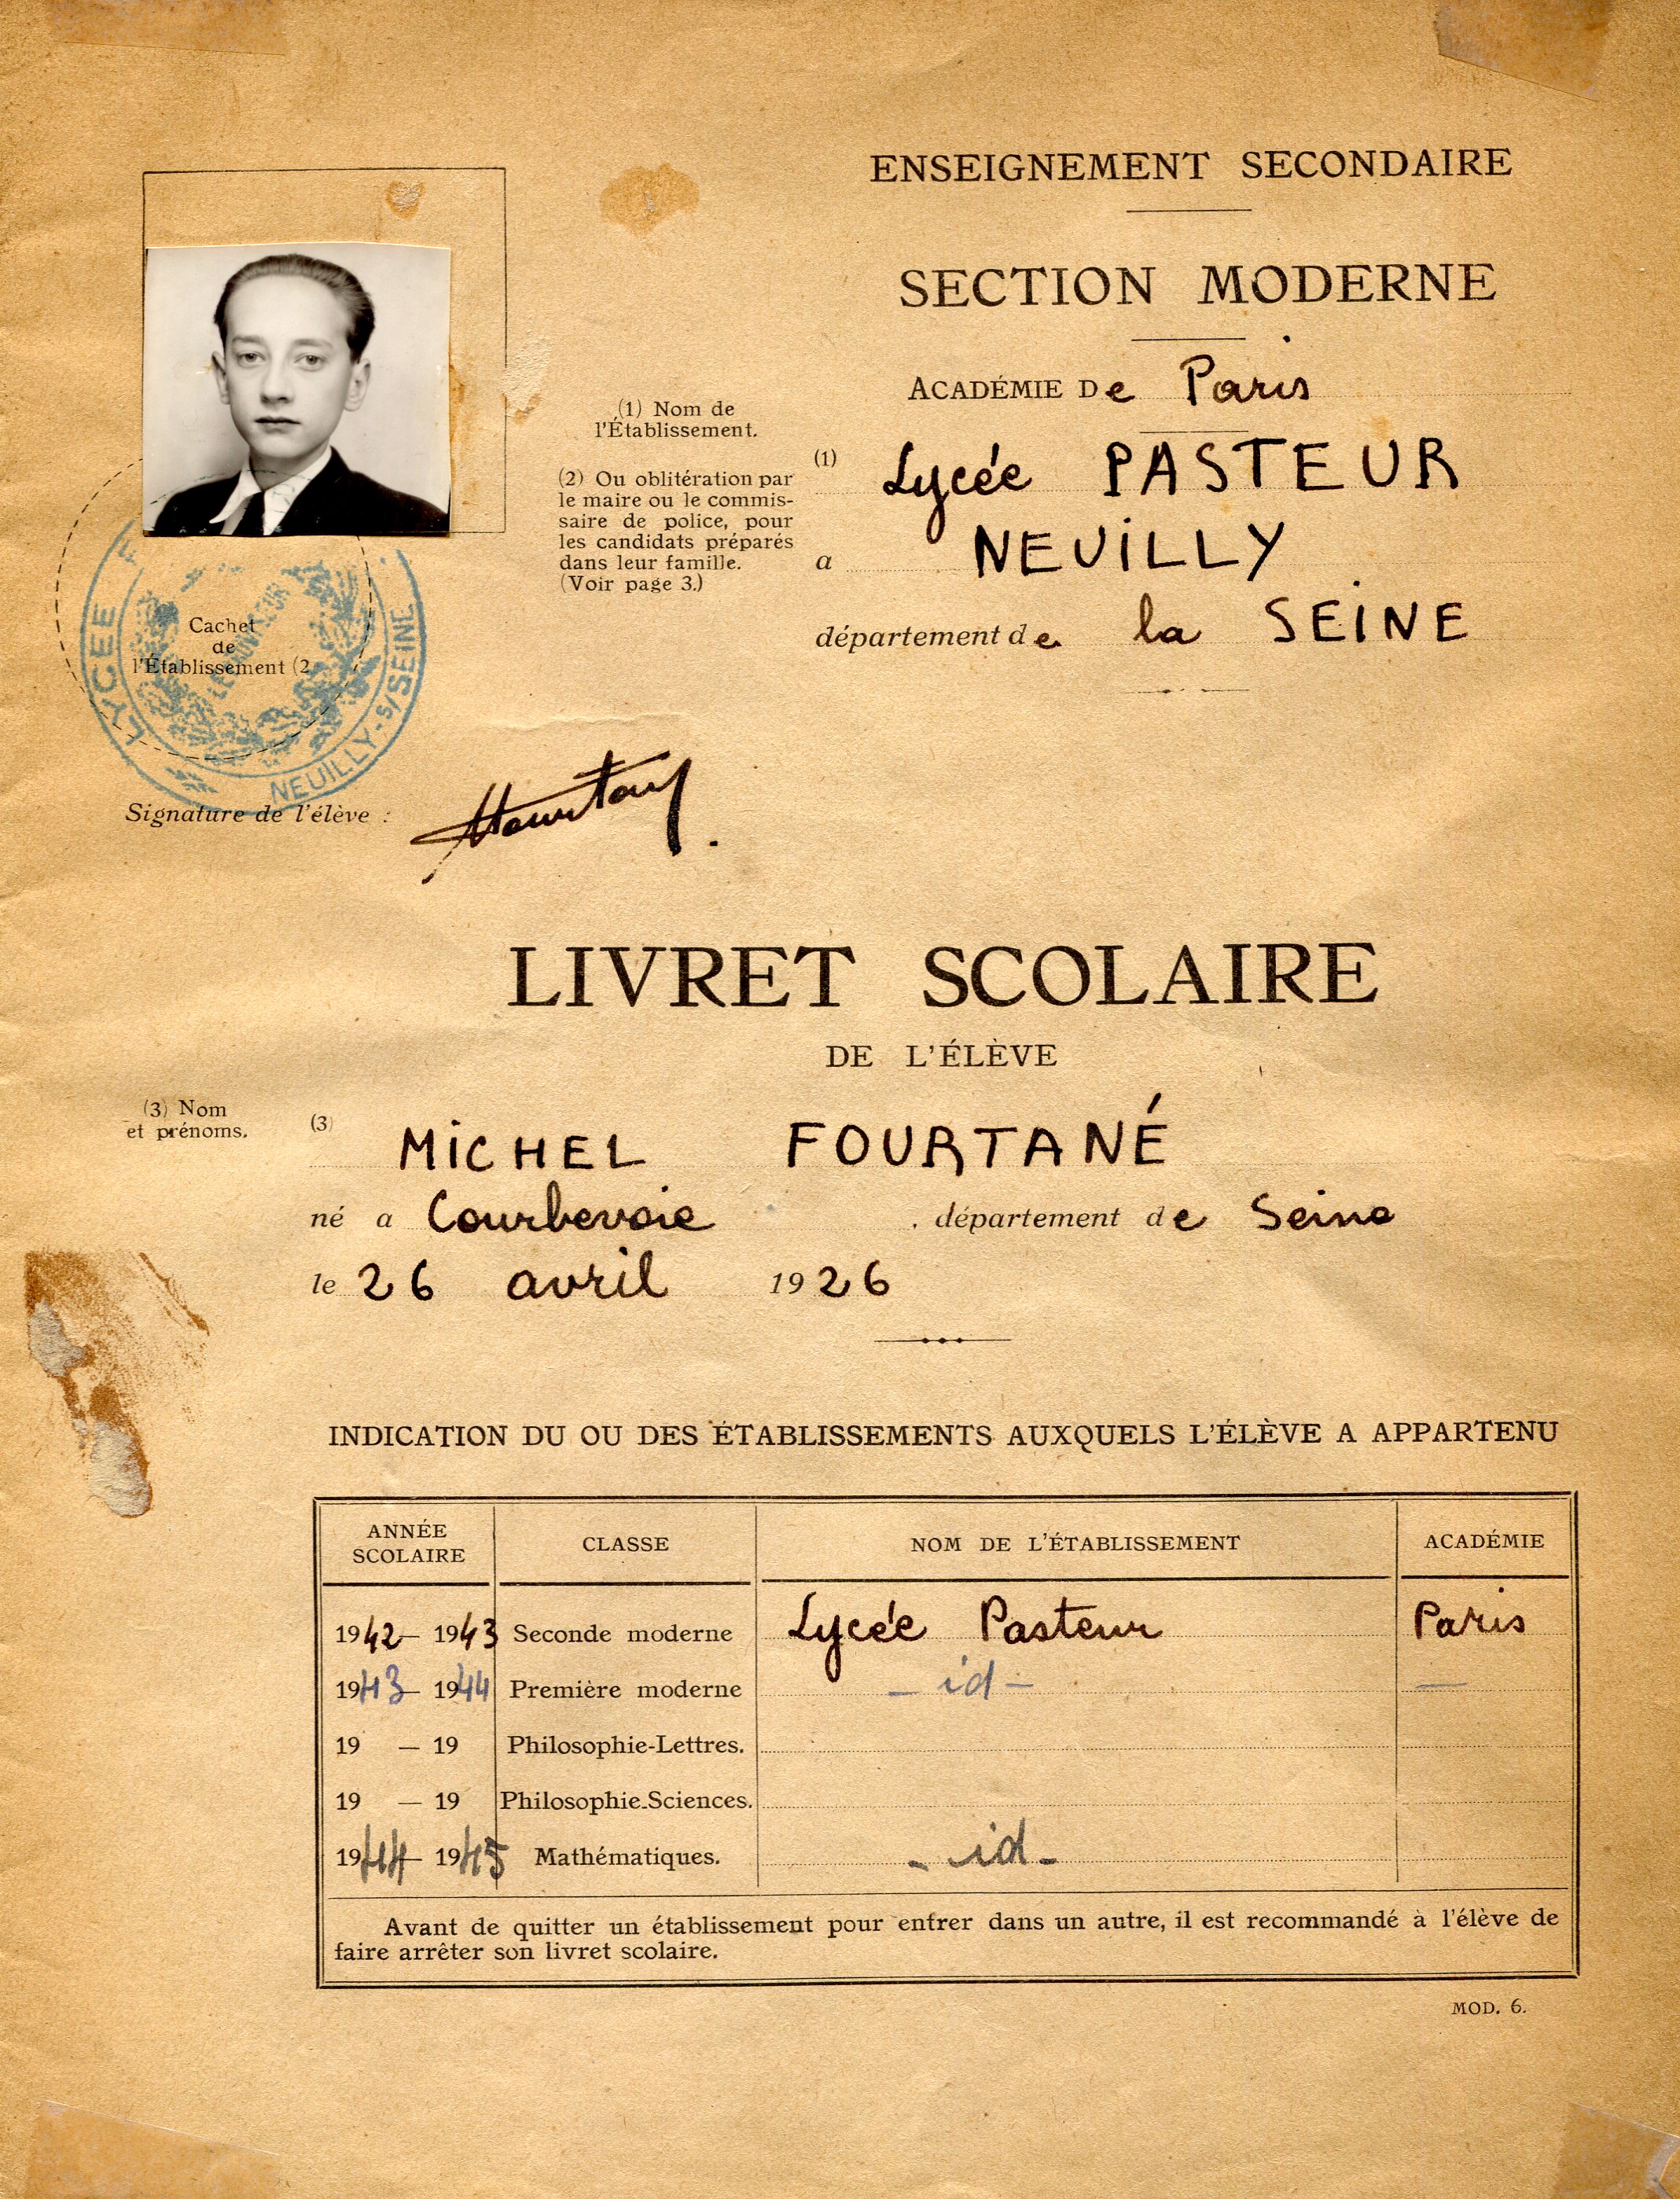 ENSEIGNEMENT SECONDAIRE
SECTION MODERNE
ACADÉMIE De Paris
(1) Nom de
l'Établissement.
(2) Ou oblitération par
le maire ou le commis-
saire de police, pour
les candidats préparés
dans leur famille.
(Voir page 3.)
(1) Lycée PASTEUR
a NEUILLY
département de la SEINE
LYCEE
NEUILLY-S/SEINE
Cachet
de
l'Établissement (2
Signature de l'élève :
LIVRET SCOLAIRE
DE L'ÉLÈVE
(3) Nom
et prénoms.
(3) MICHEL FOURTANÉ
né a Courbevoie . département de Seine
le 26 avril 1926
INDICATION DU OU DES ÉTABLISSEMENTS AUXQUELS L'ÉLÈVE A APPARTENU
ANNÉE
SCOLAIRE
CLASSE
NOM DE L'ÉTABLISSEMENT
ACADÉMIE
1942 — 1943 Seconde moderne Lycée Pasteur Paris
1943 — 1944 Première moderne - id - —
19 — 19 Philosophie-Lettres.
19 — 19 Philosophie-Sciences.
1944 — 1945 Mathématiques. - id -
Avant de quitter un établissement pour entrer dans un autre, il est recommandé à l'élève de
faire arrêter son livret scolaire.
MOD. 6.